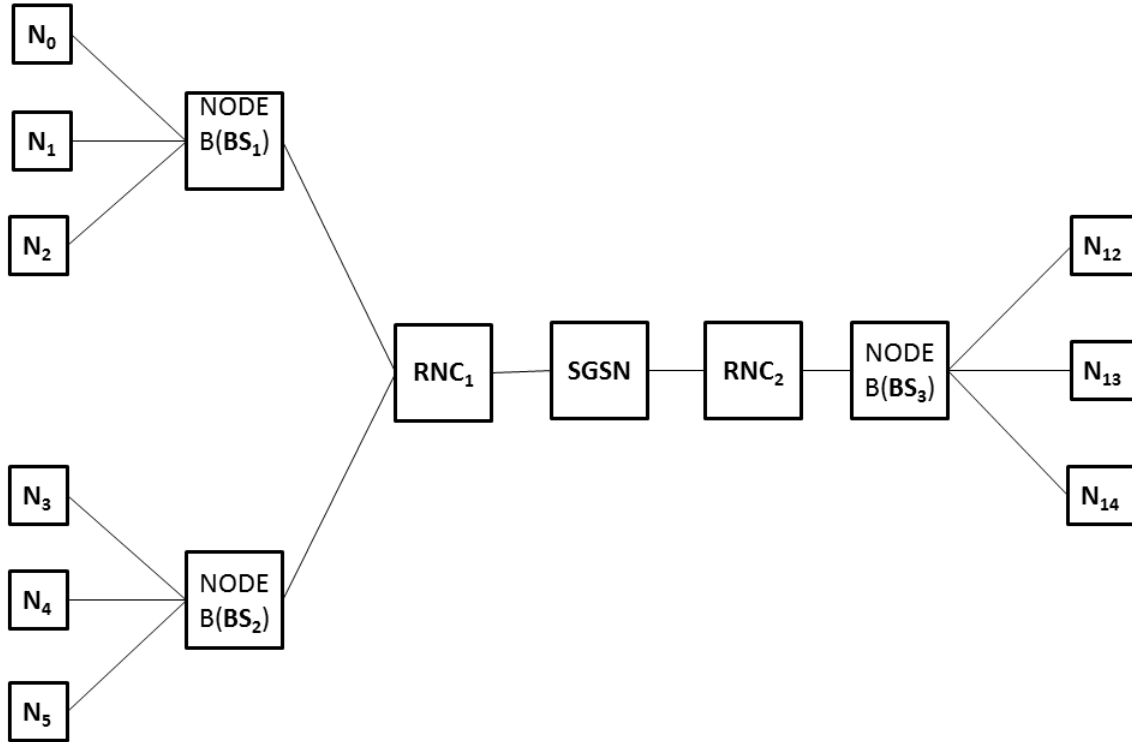 N₀
NODE
B(BS₁)
N₁
N₂
N₁₂
RNC₁
SGSN
RNC₂
NODE
B(BS₃)
N₁₃
N₃
N₁₄
NODE
B(BS₂)
N₄
N₅